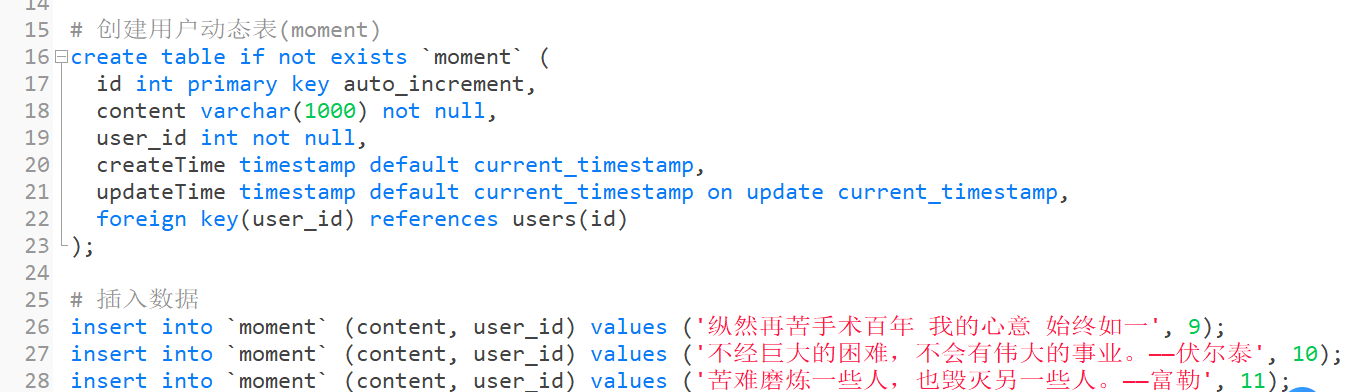 14
15 # 创建用户动态表(moment)
16 create table if not exists `moment` (
17 id int primary key auto_increment,
18 content varchar(1000) not null,
19 user_id int not null,
20 createTime timestamp default current_timestamp,
21 updateTime timestamp default current_timestamp on update current_timestamp,
22 foreign key(user_id) references users(id)
23 );
24
25 # 插入数据
26 insert into `moment` (content, user_id) values ('纵然再苦手术百年 我的心意 始终如一', 9);
27 insert into `moment` (content, user_id) values ('不经巨大的困难，不会有伟大的事业。——伏尔泰', 10);
28 insert into `moment` (content, user_id) values ('苦难磨炼一些人，也毁灭另一些人。——富勒', 11);